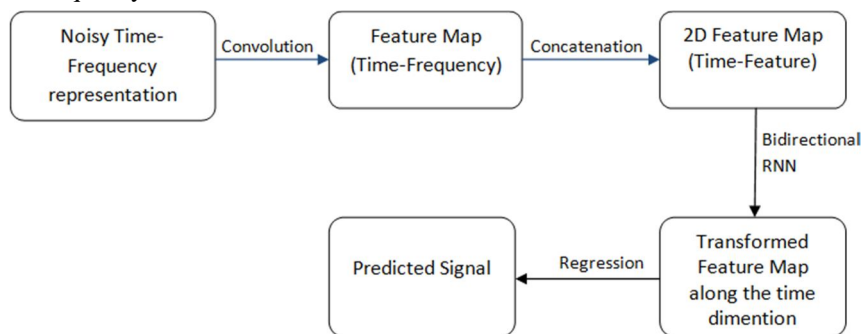 Noisy Time-
Frequency
representation
Convolution
Feature Map
(Time-Frequency)
Concatenation
2D Feature Map
(Time-Feature)
Bidirectional
RNN
Transformed
Feature Map
along the time
dimention
Regression
Predicted Signal